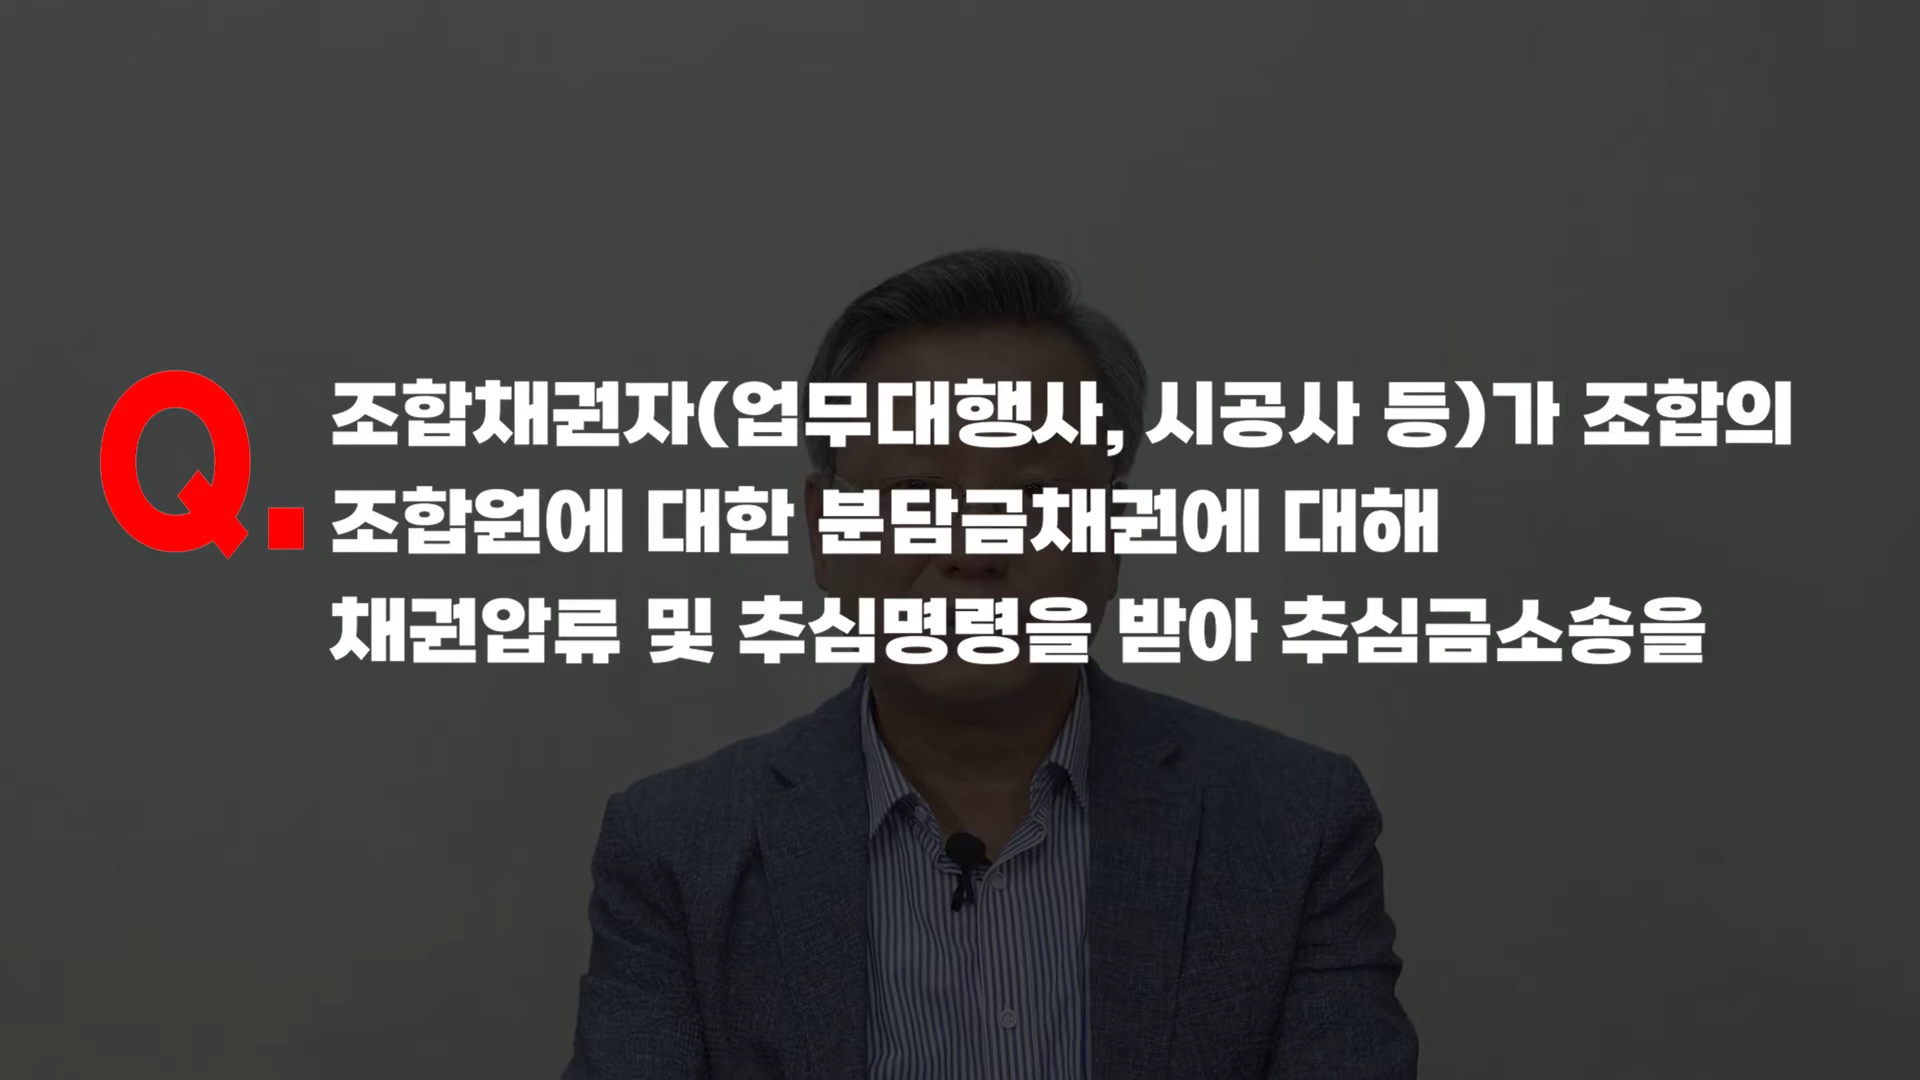 Q. 조합채권자(업무대행사, 시공사 등)가 조합의
조합원에 대한 분담금채권에 대해
채권압류 및 추심명령을 받아 추심금소송을